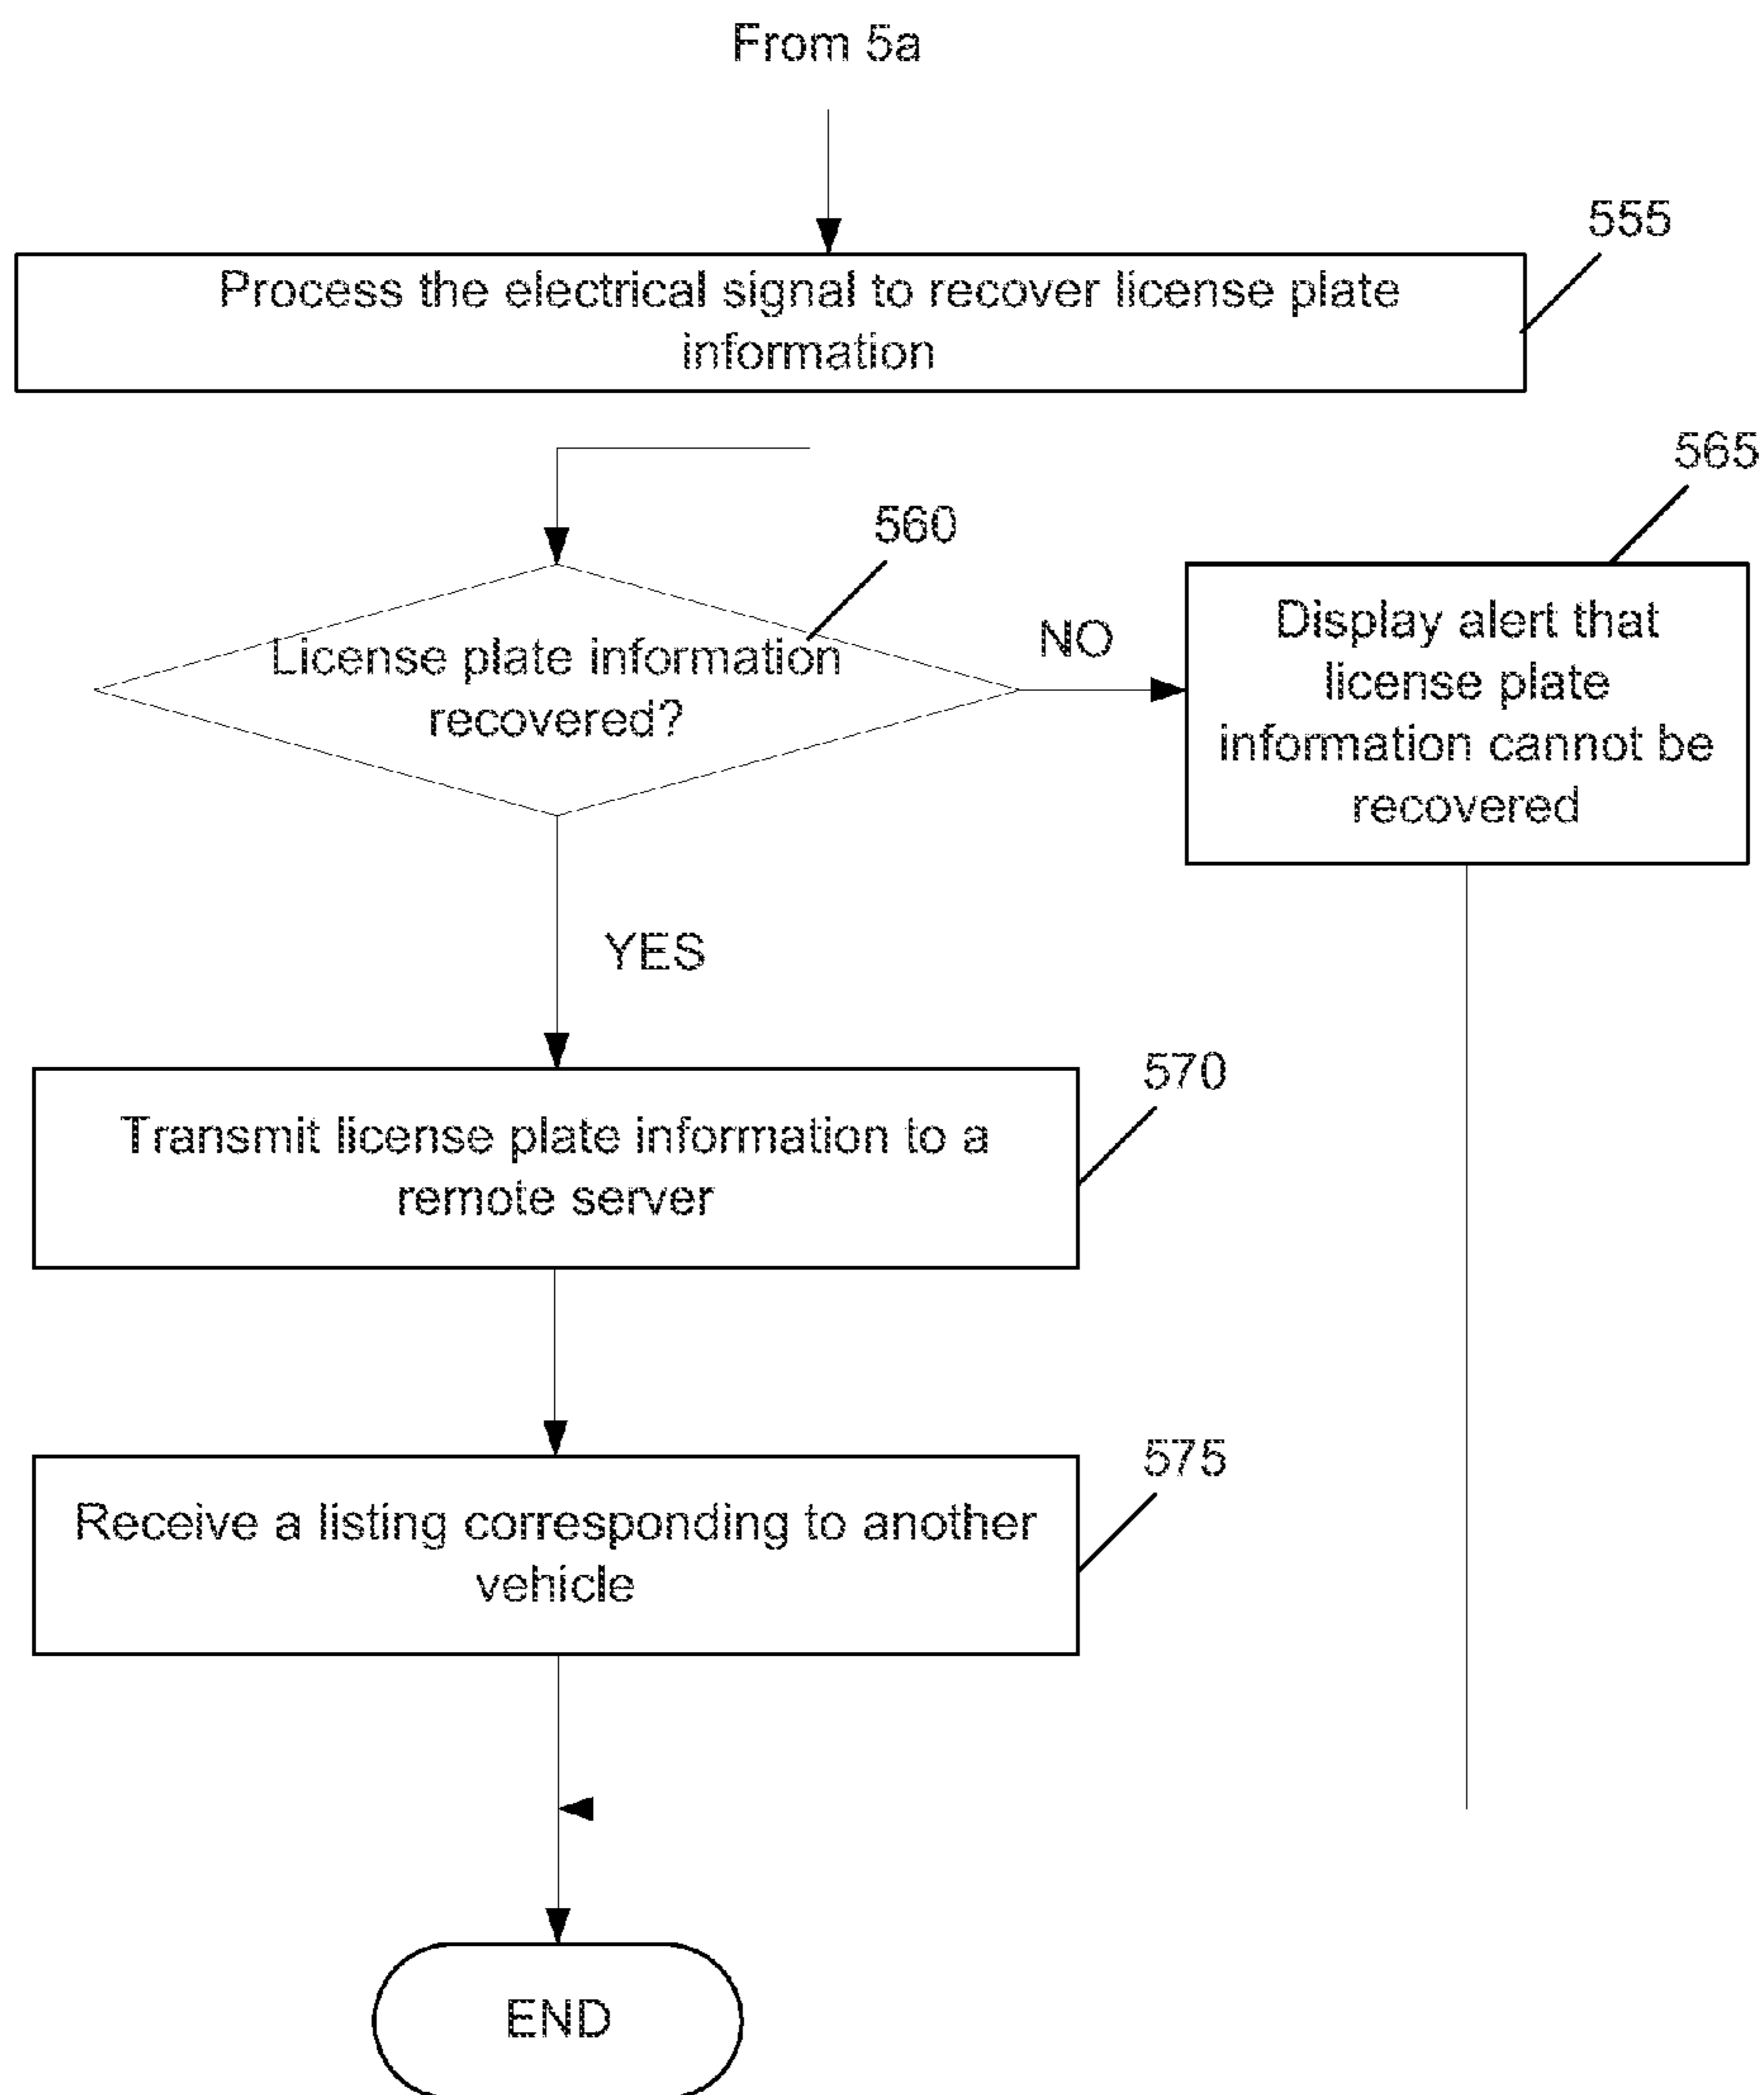 From 5a
555
Process the electrical signal to recover license plate
information
565
560
License plate information
recovered?
NO
Display alert that
license plate
information cannot be
recovered
YES
570
Transmit license plate information to a
remote server
575
Receive a listing corresponding to another
vehicle
END